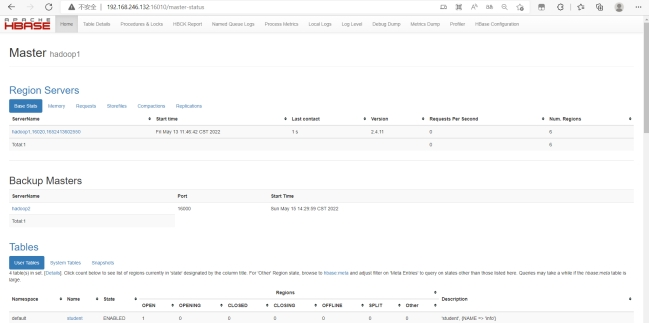 不安全 | 192.168.246.132:16010/master-status
APACHE HBASE Home Table Details Procedures & Locks HBCK Report Named Queue Logs Process Metrics Local Logs Log Level Debug Dump Metrics Dump Profiler HBase Configuration
Master hadoop1
Region Servers
Base Stats Memory Requests Storefiles Compactions Replications
ServerName Start time Last contact Version Requests Per Second Num. Regions
hadoop1,16020, Fri May 13 11:46:42 CST 2022 1 s 2.4.11 0 6
Total:1 0 6
Backup Masters
ServerName Port Start Time
hadoop2 16000 Sun May 15 14:29:59 CST 2022
Total:1
Tables
User Tables System Tables Snapshots
4 table(s) in set. [Details]. Click count below to see list of regions currently in 'state' designated by the column title. For 'Other' Region state, browse to hbase:meta and adjust filter on 'Meta Entries' to query on states other than those listed here. Queries may take a while if the hbase:meta table is
large.
Regions
Namespace Name State OPEN OPENING CLOSED CLOSING OFFLINE SPLIT Other Description
default student ENABLED 1 0 0 0 0 0 0 'student', {NAME => 'info'}